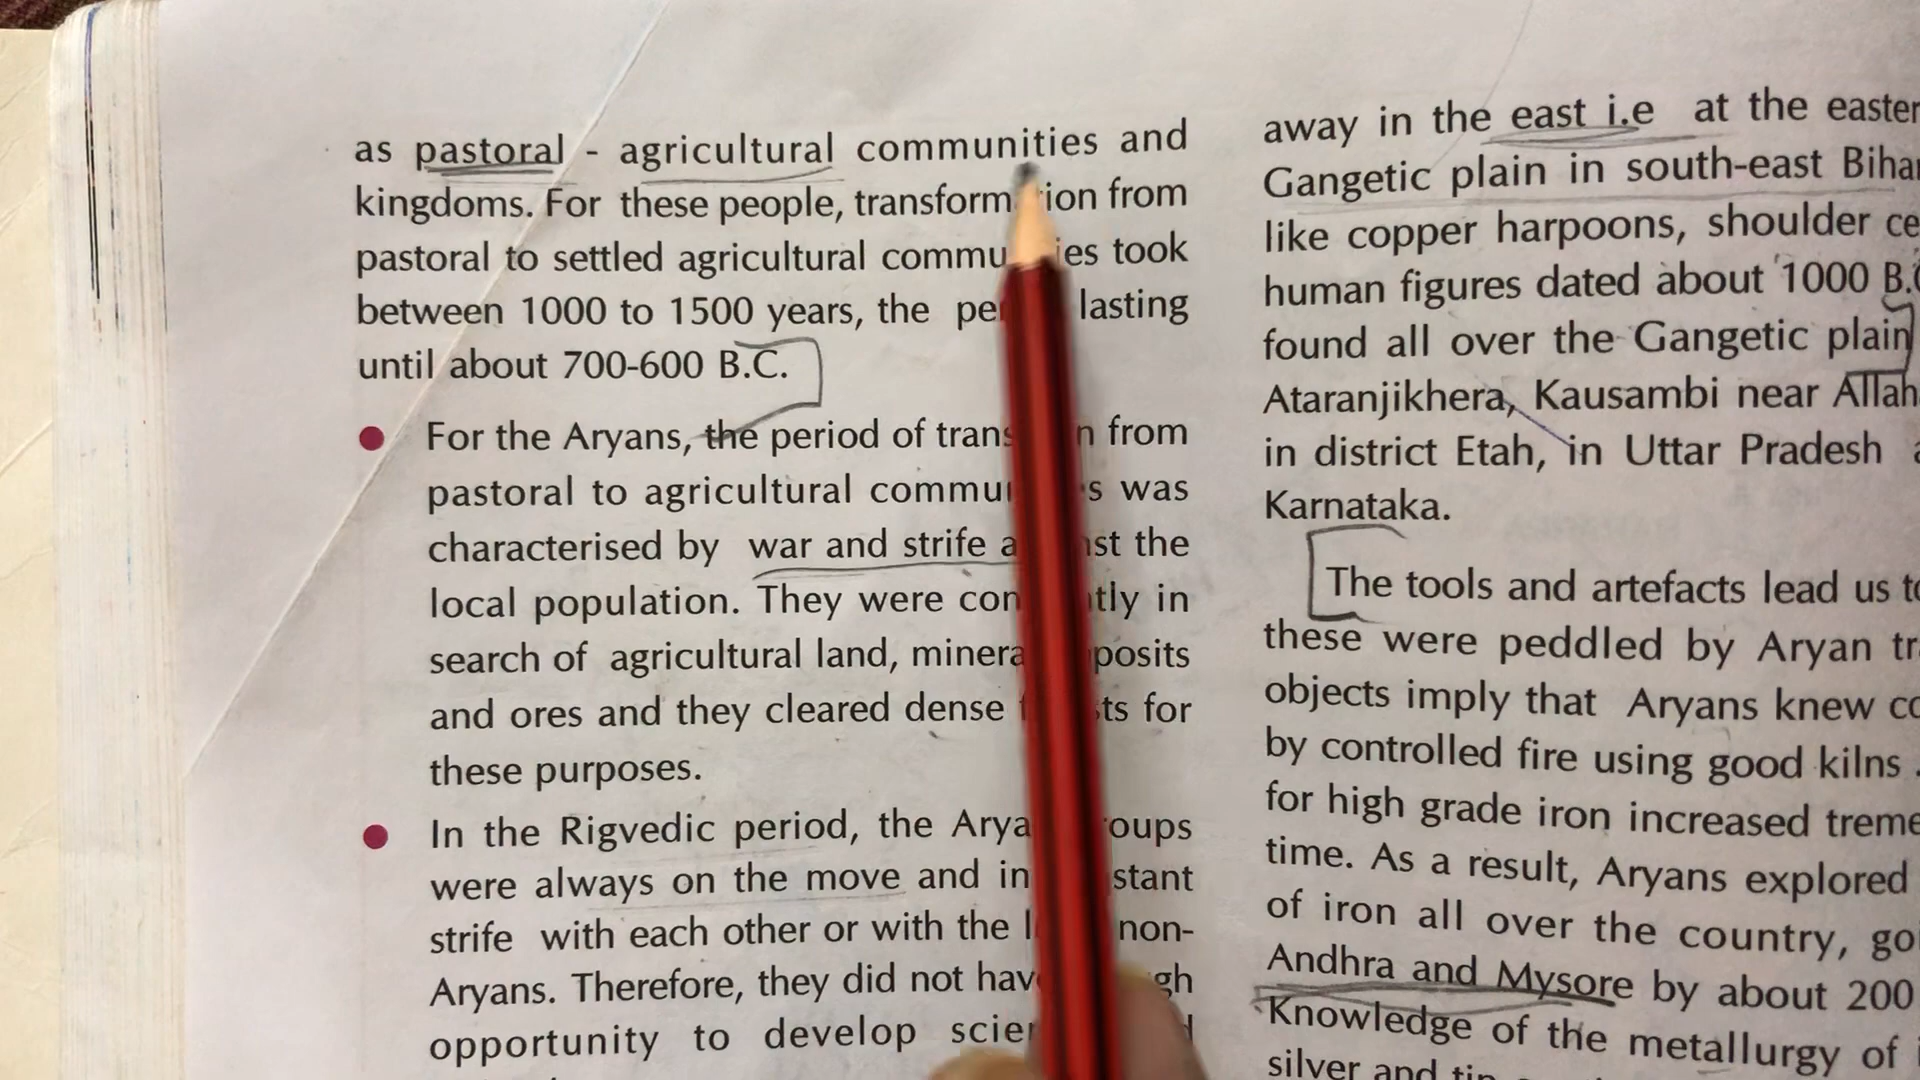 as pastoral - agricultural communities and
kingdoms. For these people, transform ion from
pastoral to settled agricultural commu ies took
between 1000 to 1500 years, the pe lasting
until about 700-600 B.C.
For the Aryans, the period of trans n from
pastoral to agricultural commu s was
characterised by war and strife a st the
local population. They were con tly in
search of agricultural land, minera posits
and ores and they cleared dense ts for
these purposes.
In the Rigvedic period, the Arya oups
were always on the move and in stant
strife with each other or with the l non-
Aryans. Therefore, they did not hav gh
opportunity to develop scie
away in the east i.e at the easter
Gangetic plain in south-east Bihar
like copper harpoons, shoulder ce
human figures dated about 1000 B.C
found all over the Gangetic plain
Ataranjikhera, Kausambi near Allah
in district Etah, in Uttar Pradesh a
Karnataka.
The tools and artefacts lead us to
these were peddled by Aryan tr
objects imply that Aryans knew co
by controlled fire using good kilns .
for high grade iron increased treme
time. As a result, Aryans explored
of iron all over the country, go
Andhra and Mysore by about 200
Knowledge of the metallurgy of i
silver and tin